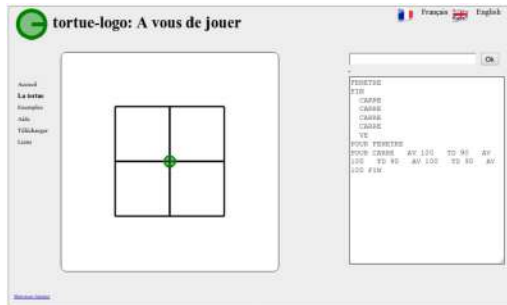 tortue-logo: A vous de jouer
Français
English
Ok
Accueil
La tortue
Exemples
Aide
Télécharger
Liens
FENETRE
FIN
CARRE
CARRE
CARRE
CARRE
VE
POUR FENETRE
POUR CARRE AV 100 TD 90 AV
100 TD 90 AV 100 TD 90 AV
100 FIN